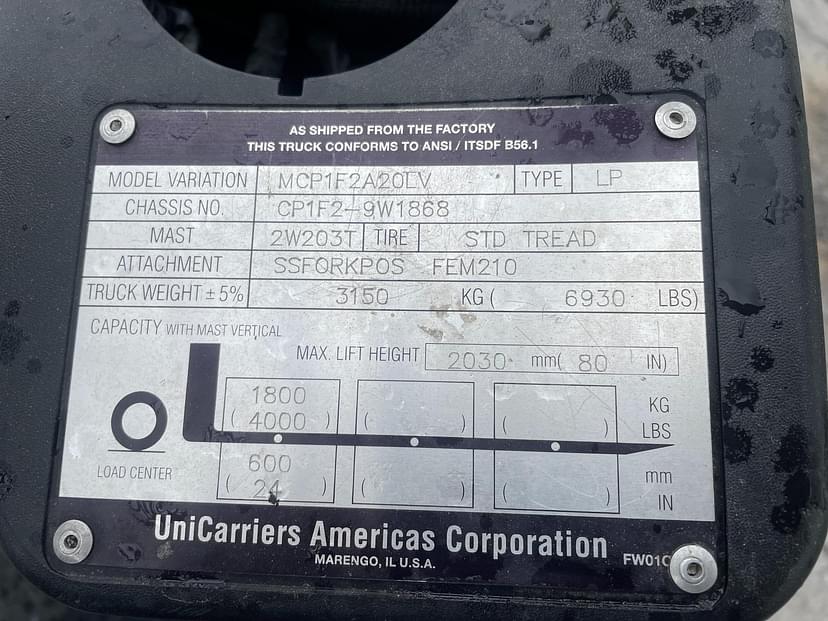 AS SHIPPED FROM THE FACTORY
THIS TRUCK CONFORMS TO ANSI / ITSDF B56.1
MODEL VARIATION MCP1F2A20LV TYPE LP
CHASSIS NO. CP1F2-9W1868
MAST 2W203T TIRE STD TREAD
ATTACHMENT SSFORKPOS FEM210
TRUCK WEIGHT ± 5% 3150 KG ( 6930 LBS)
CAPACITY WITH MAST VERTICAL
MAX. LIFT HEIGHT 2030 mm( 80 IN)
1800 KG
( 4000 ) ( ) ( ) LBS
LOAD CENTER 600 mm
( 24 ) ( ) ( ) IN
UniCarriers Americas Corporation
MARENGO, IL U.S.A.